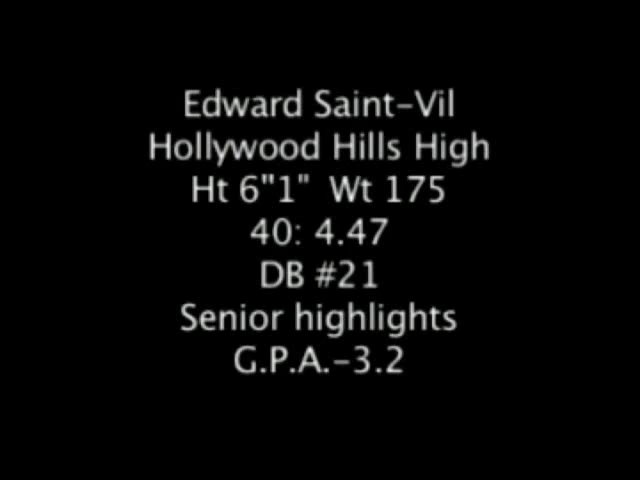 Edward Saint-Vil
Hollywood Hills High
Ht 6"1" Wt 175
40: 4.47
DB #21
Senior highlights
G.P.A.-3.2